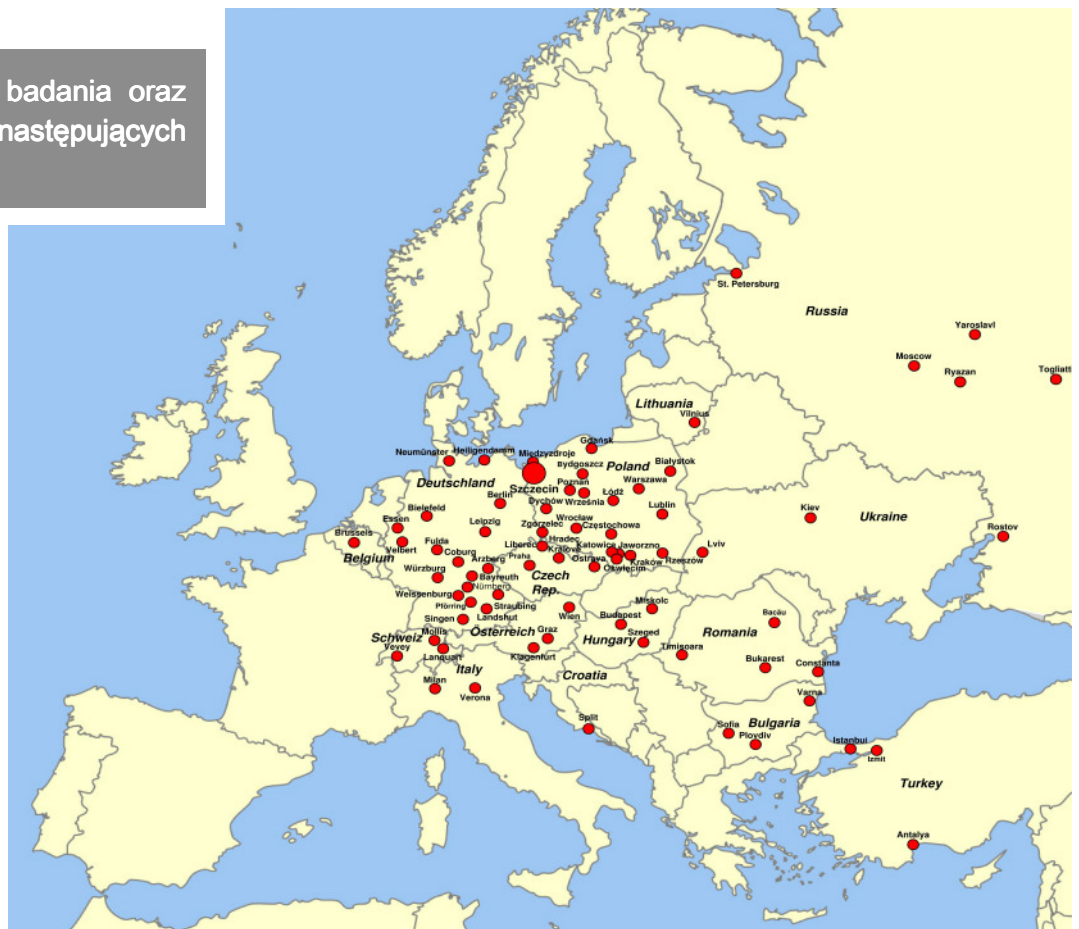 badania oraz
następujących
St. Petersburg
Russia
Yaroslavl
Moscow
Ryazan
Togliatti
Lithuania
Vilnius
Gdańsk
Neumünster
Heiligendamm
Międzyzdroje
Bydgoszcz
Poland
Białystok
Deutschland
Szczecin
Poznań
Warszawa
Berlin
Dychów
Września
Łódź
Bielefeld
Lublin
Kiev
Ukraine
Essen
Leipzig
Zgorzelec
Wrocław
Częstochowa
Rostov
Brussels
Velbert
Fulda
Liberec
Hradec
Kralove
Katowice
Jaworzno
Lviv
Belgium
Coburg
Arzberg
Praha
Ostrava
Oświęcim
Kraków
Rzeszów
Würzburg
Bayreuth
Czech
Rep.
Nürnberg
Weissenburg
Pförring
Straubing
Miskolc
Singen
Landshut
Wien
Budapest
Bacău
Schweiz
Mollis
Österreich
Graz
Hungary
Szeged
Romania
Vevey
Lanquart
Klagenfurt
Timisoara
Bukarest
Constanta
Italy
Croatia
Milan
Verona
Varna
Split
Sofia
Bulgaria
Plovdiv
Istanbul
Izmit
Turkey
Antalya